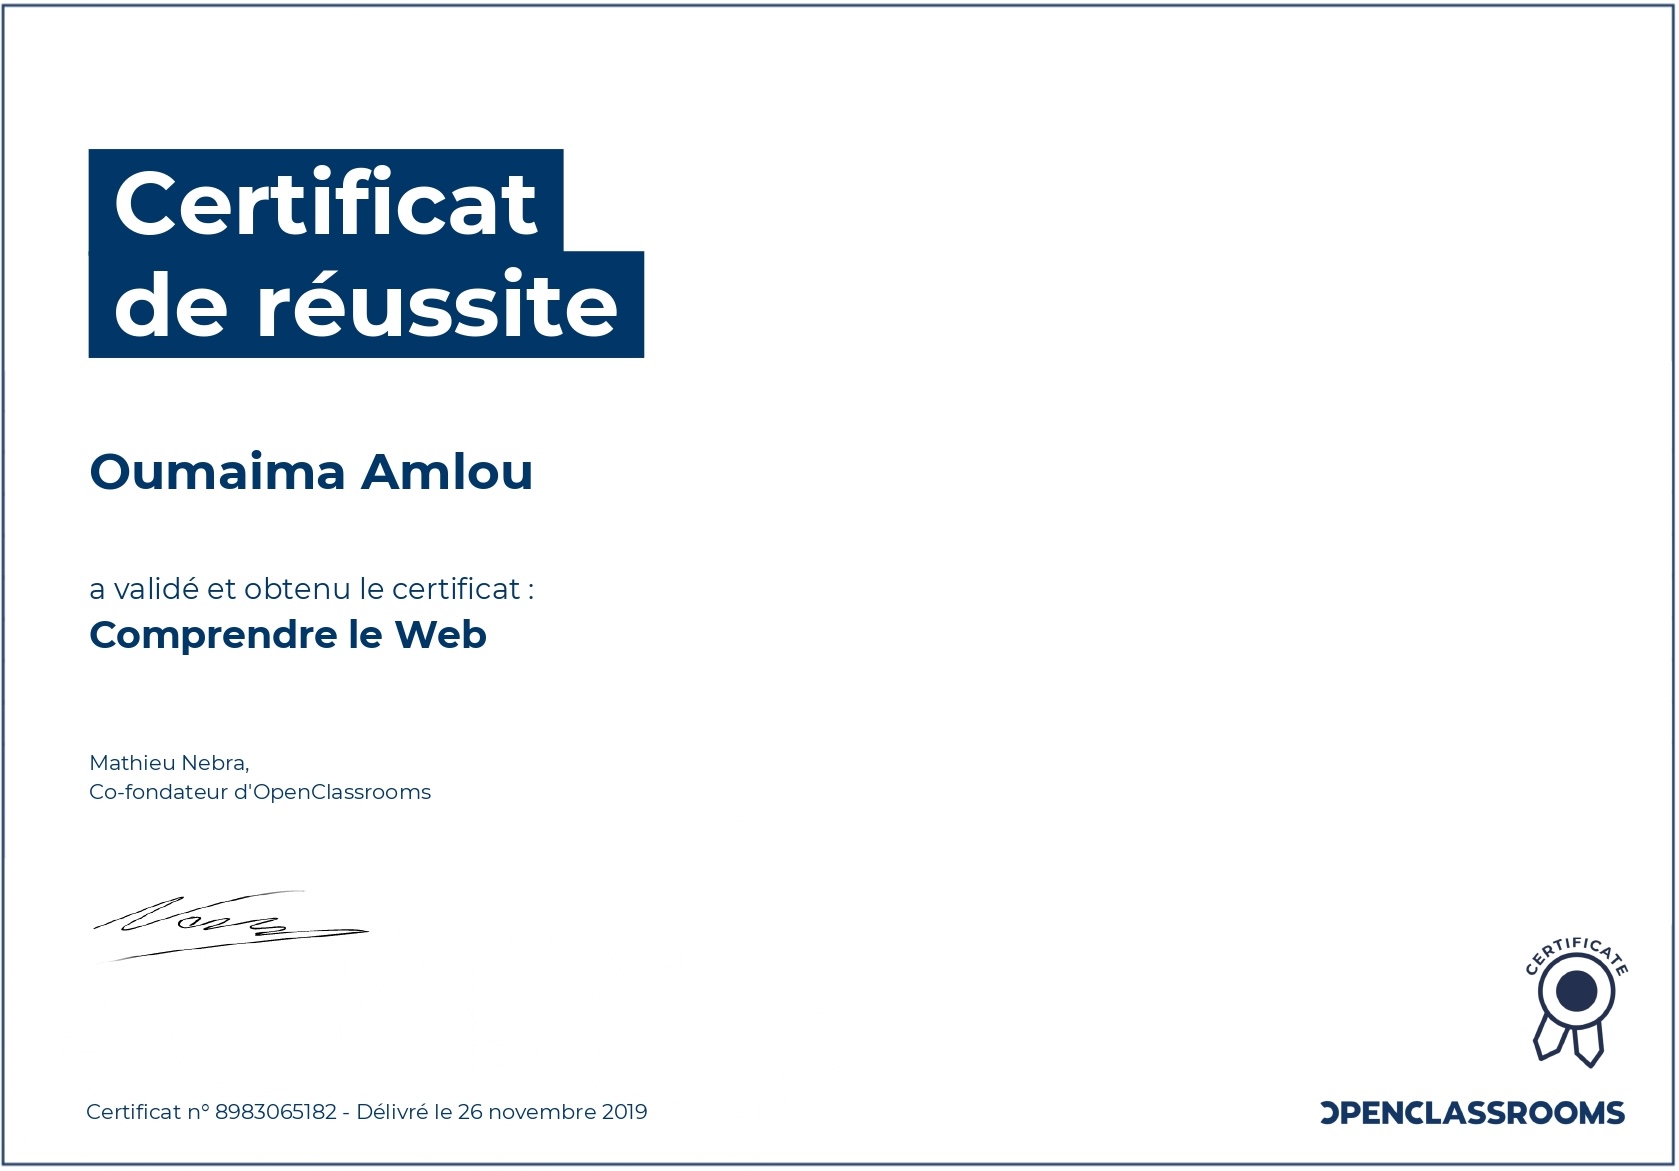 Certificat
de réussite
Oumaima Amlou
a validé et obtenu le certificat :
Comprendre le Web
Mathieu Nebra,
Co-fondateur d'OpenClassrooms
CERTIFICATE
Certificat n° 8983065182 - Délivré le 26 novembre 2019
OPENCLASSROOMS